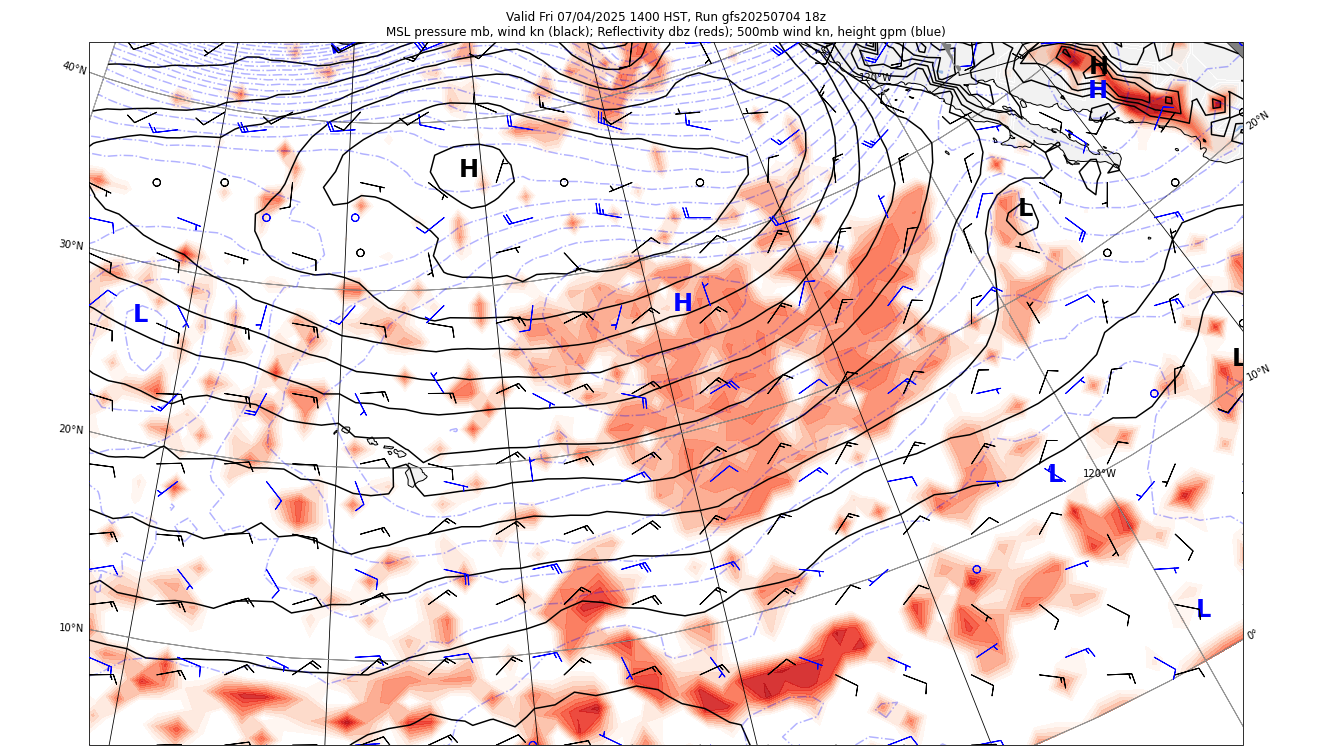 Valid Fri 07/04/2025 1400 HST, Run gfs20250704 18z
MSL pressure mb, wind kn (black); Reflectivity dbz (reds); 500mb wind kn, height gpm (blue)
40°N
120°W
H
H
20°N
H
L
30°N
H
L
L
10°N
20°N
L
120°W
L
10°N
0°